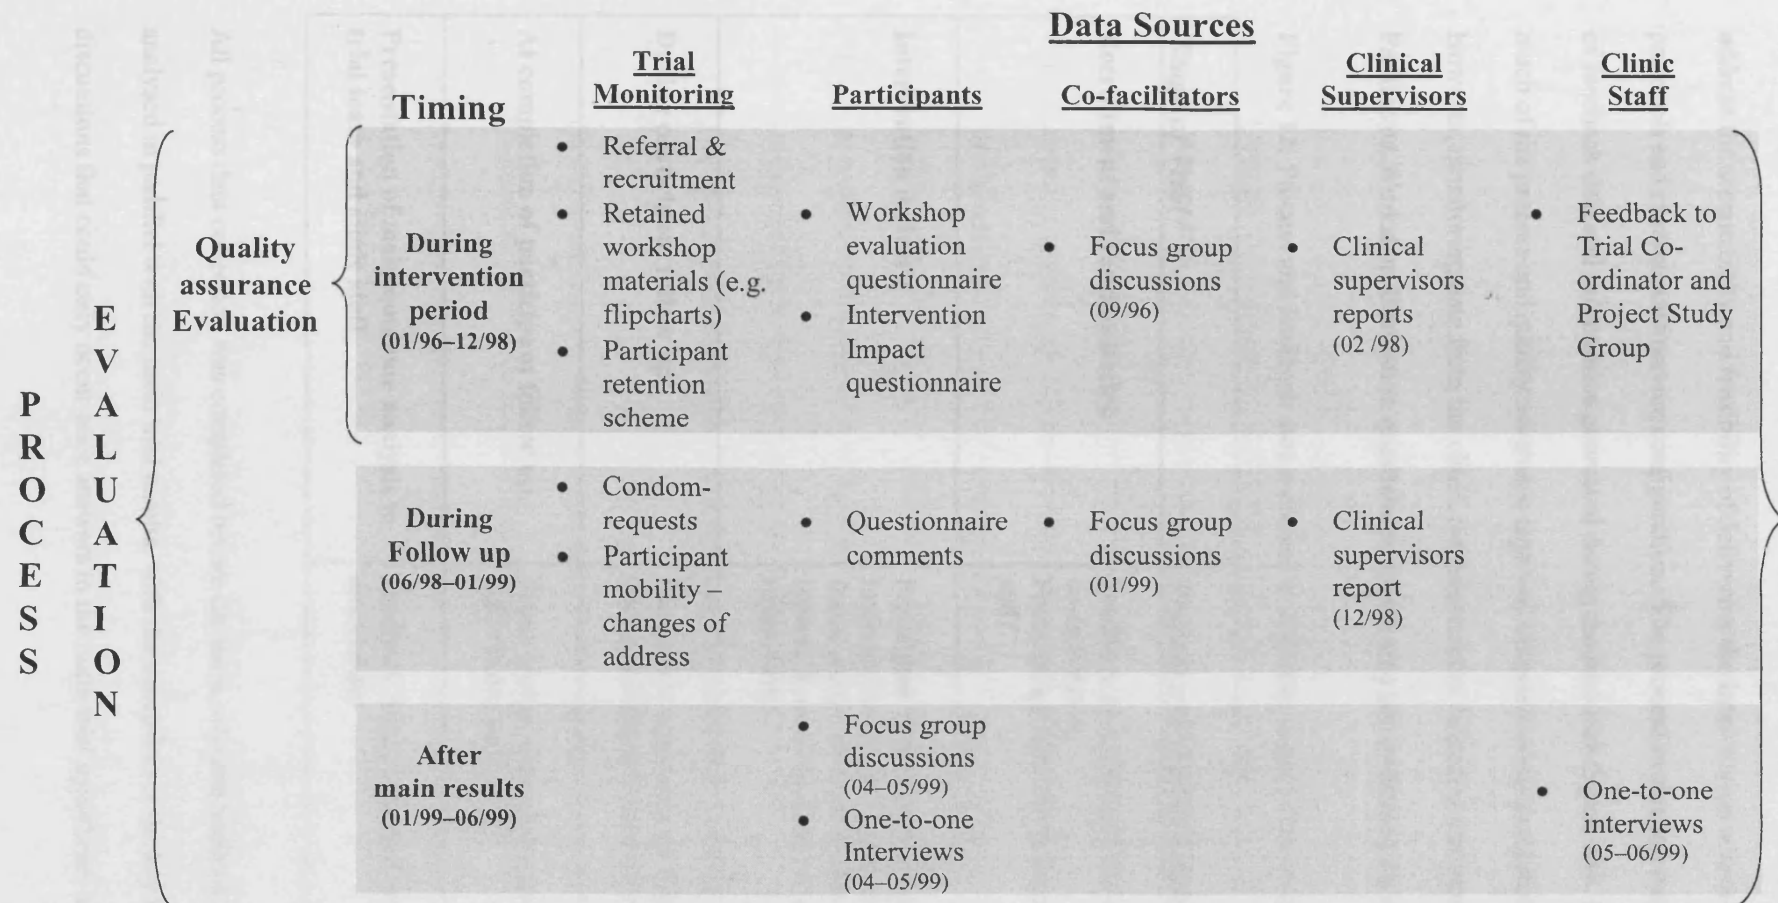 Data Sources
Timing
Trial
Monitoring
Participants
Co-facilitators
Clinical
Supervisors
Clinic
Staff
PROCESS
EVALUATION
Quality
assurance
Evaluation
During
intervention
period
(01/96–12/98)
• Referral &
recruitment
• Retained
workshop
materials (e.g.
flipcharts)
• Participant
retention
scheme
• Workshop
evaluation
questionnaire
• Intervention
Impact
questionnaire
• Focus group
discussions
(09/96)
• Clinical
supervisors
reports
(02 /98)
• Feedback to
Trial Co-
ordinator and
Project Study
Group
During
Follow up
(06/98–01/99)
• Condom-
requests
• Participant
mobility –
changes of
address
• Questionnaire
comments
• Focus group
discussions
(01/99)
• Clinical
supervisors
report
(12/98)
After
main results
(01/99–06/99)
• Focus group
discussions
(04–05/99)
• One-to-one
Interviews
(04–05/99)
• One-to-one
interviews
(05–06/99)